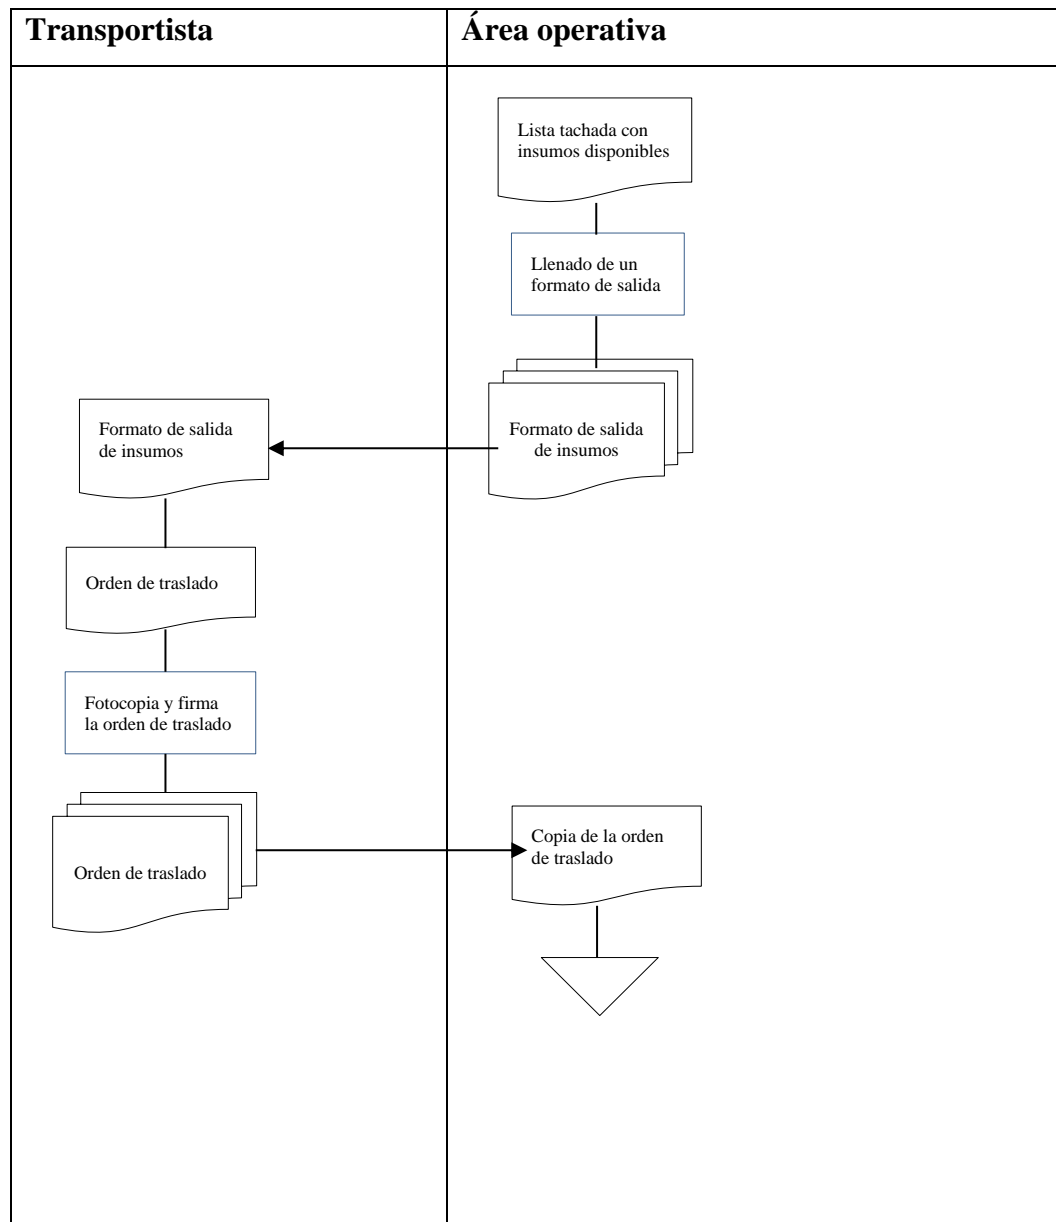 Transportista
Área operativa
Lista tachada con
insumos disponibles
Llenado de un
formato de salida
Formato de salida
de insumos
Formato de salida
de insumos
Orden de traslado
Fotocopia y firma
la orden de traslado
Orden de traslado
Copia de la orden
de traslado